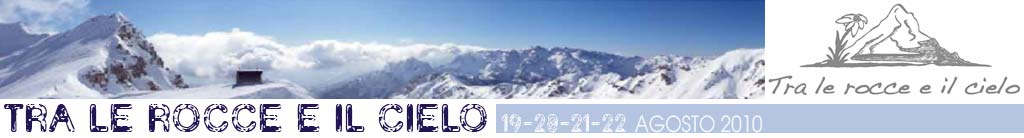 Tra le rocce e il cielo
TRA LE ROCCE E IL CIELO 19-20-21-22 AGOSTO 2010